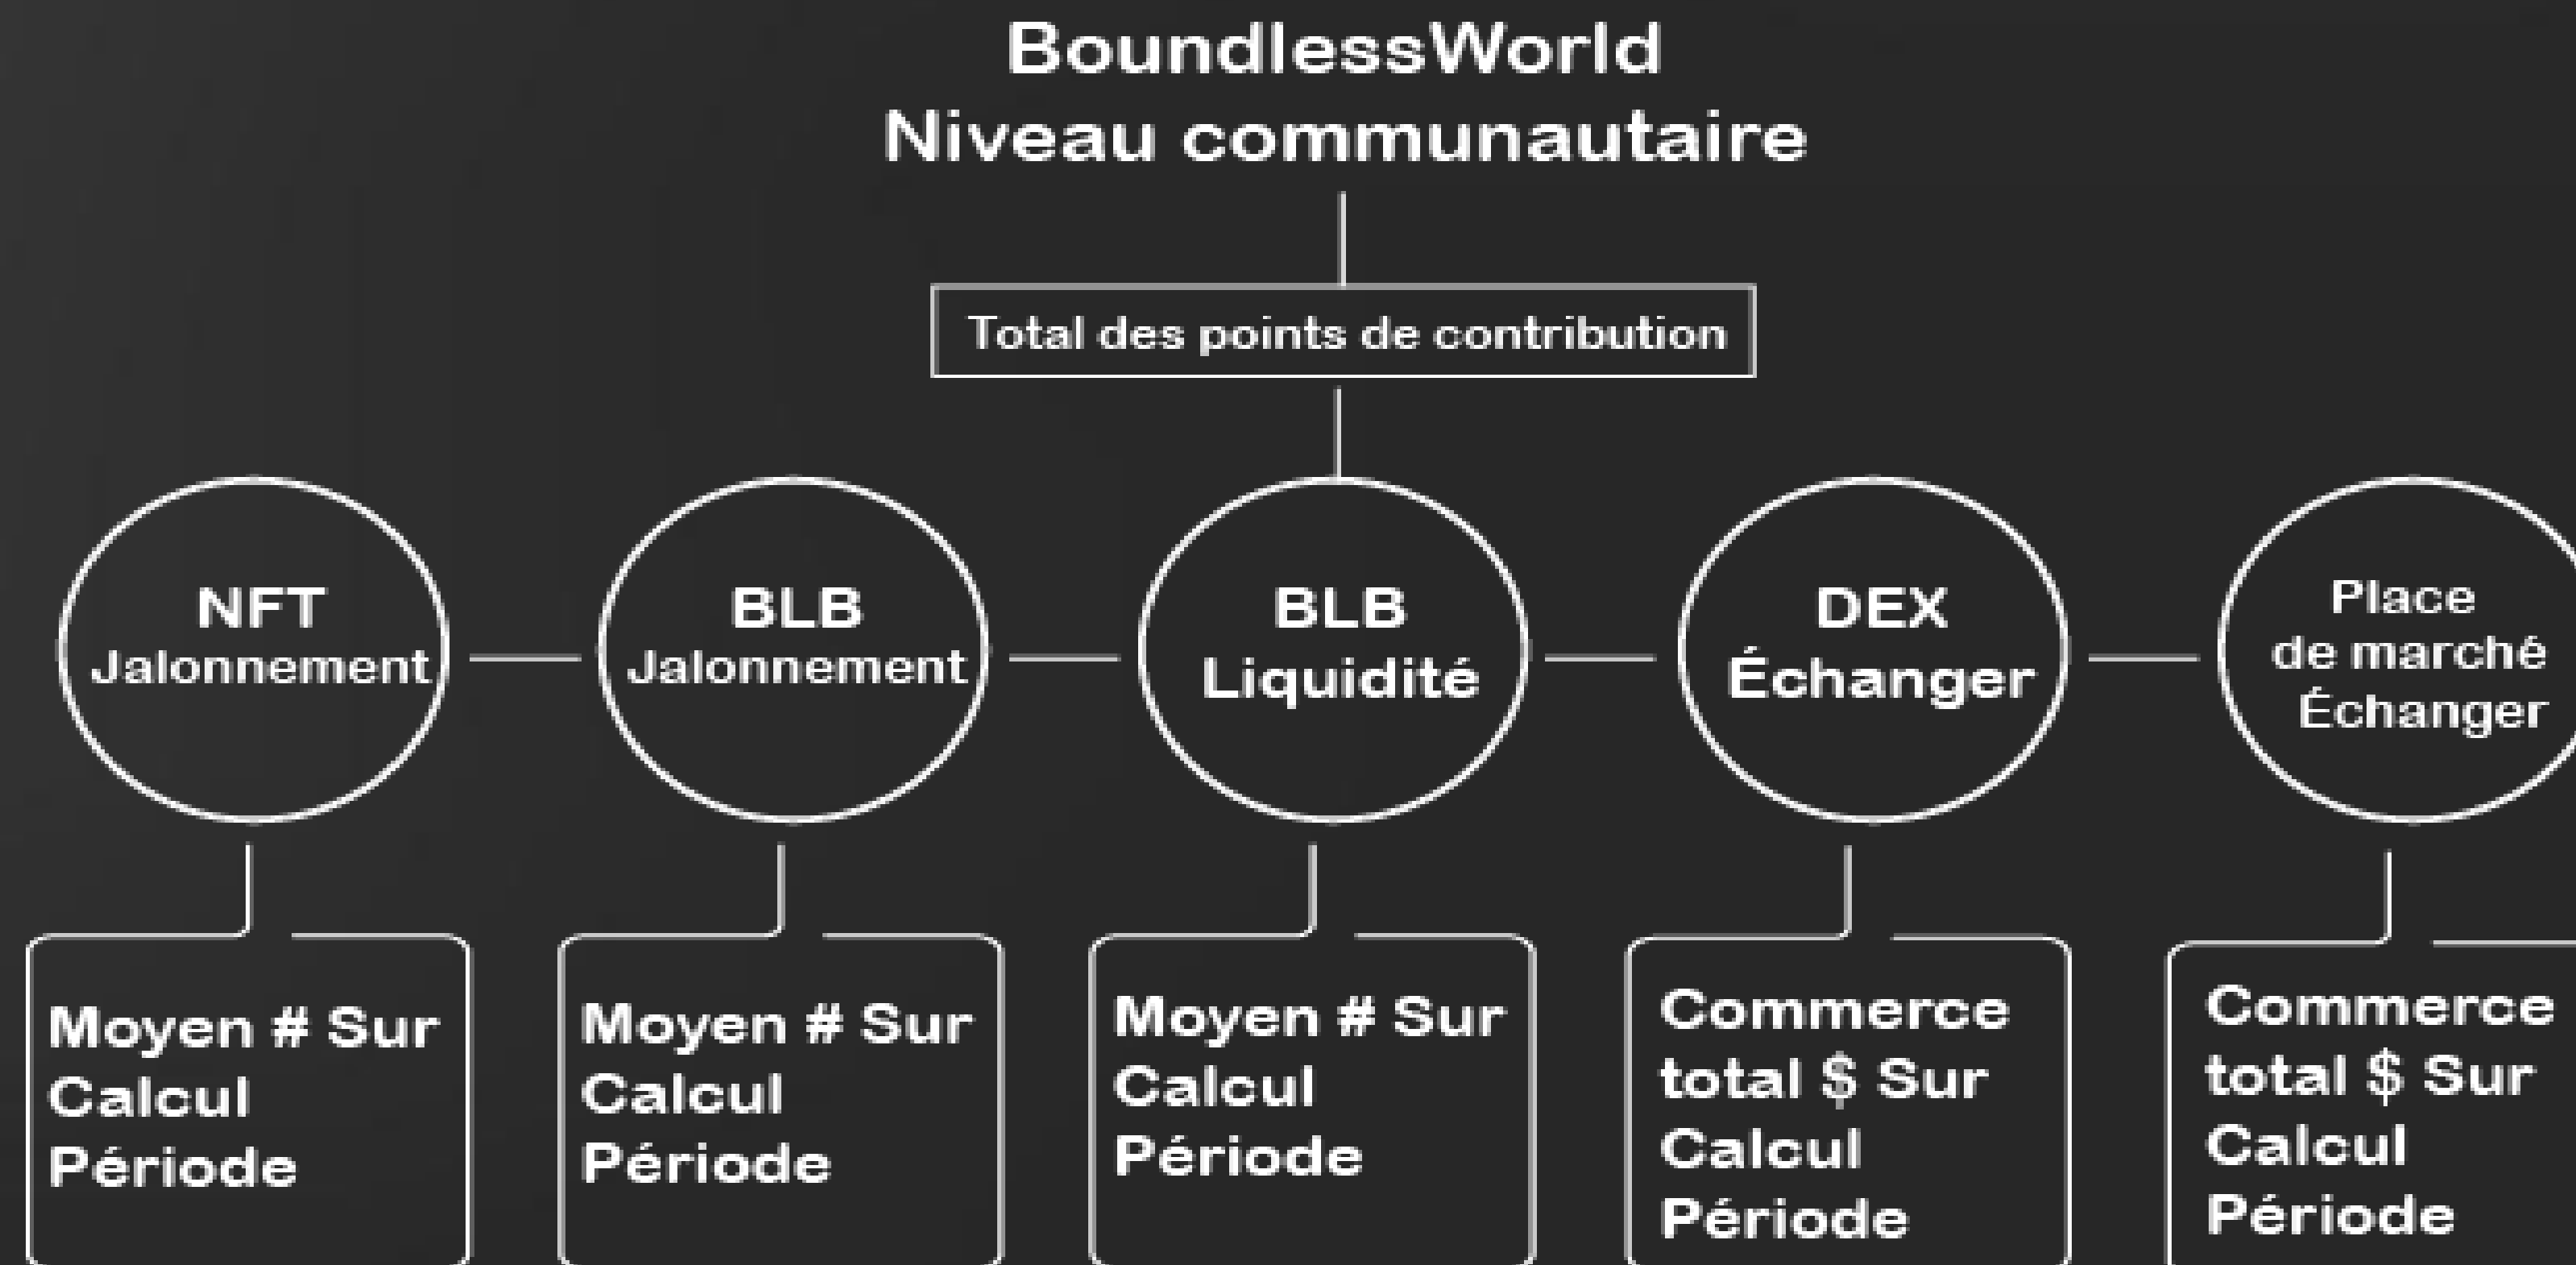 BoundlessWorld
Niveau communautaire
Total des points de contribution
NFT
Jalonnement
BLB
Jalonnement
BLB
Liquidité
DEX
Échanger
Place
de marché
Échanger
Moyen # Sur
Calcul
Période
Moyen # Sur
Calcul
Période
Moyen # Sur
Calcul
Période
Commerce
total $ Sur
Calcul
Période
Commerce
total $ Sur
Calcul
Période